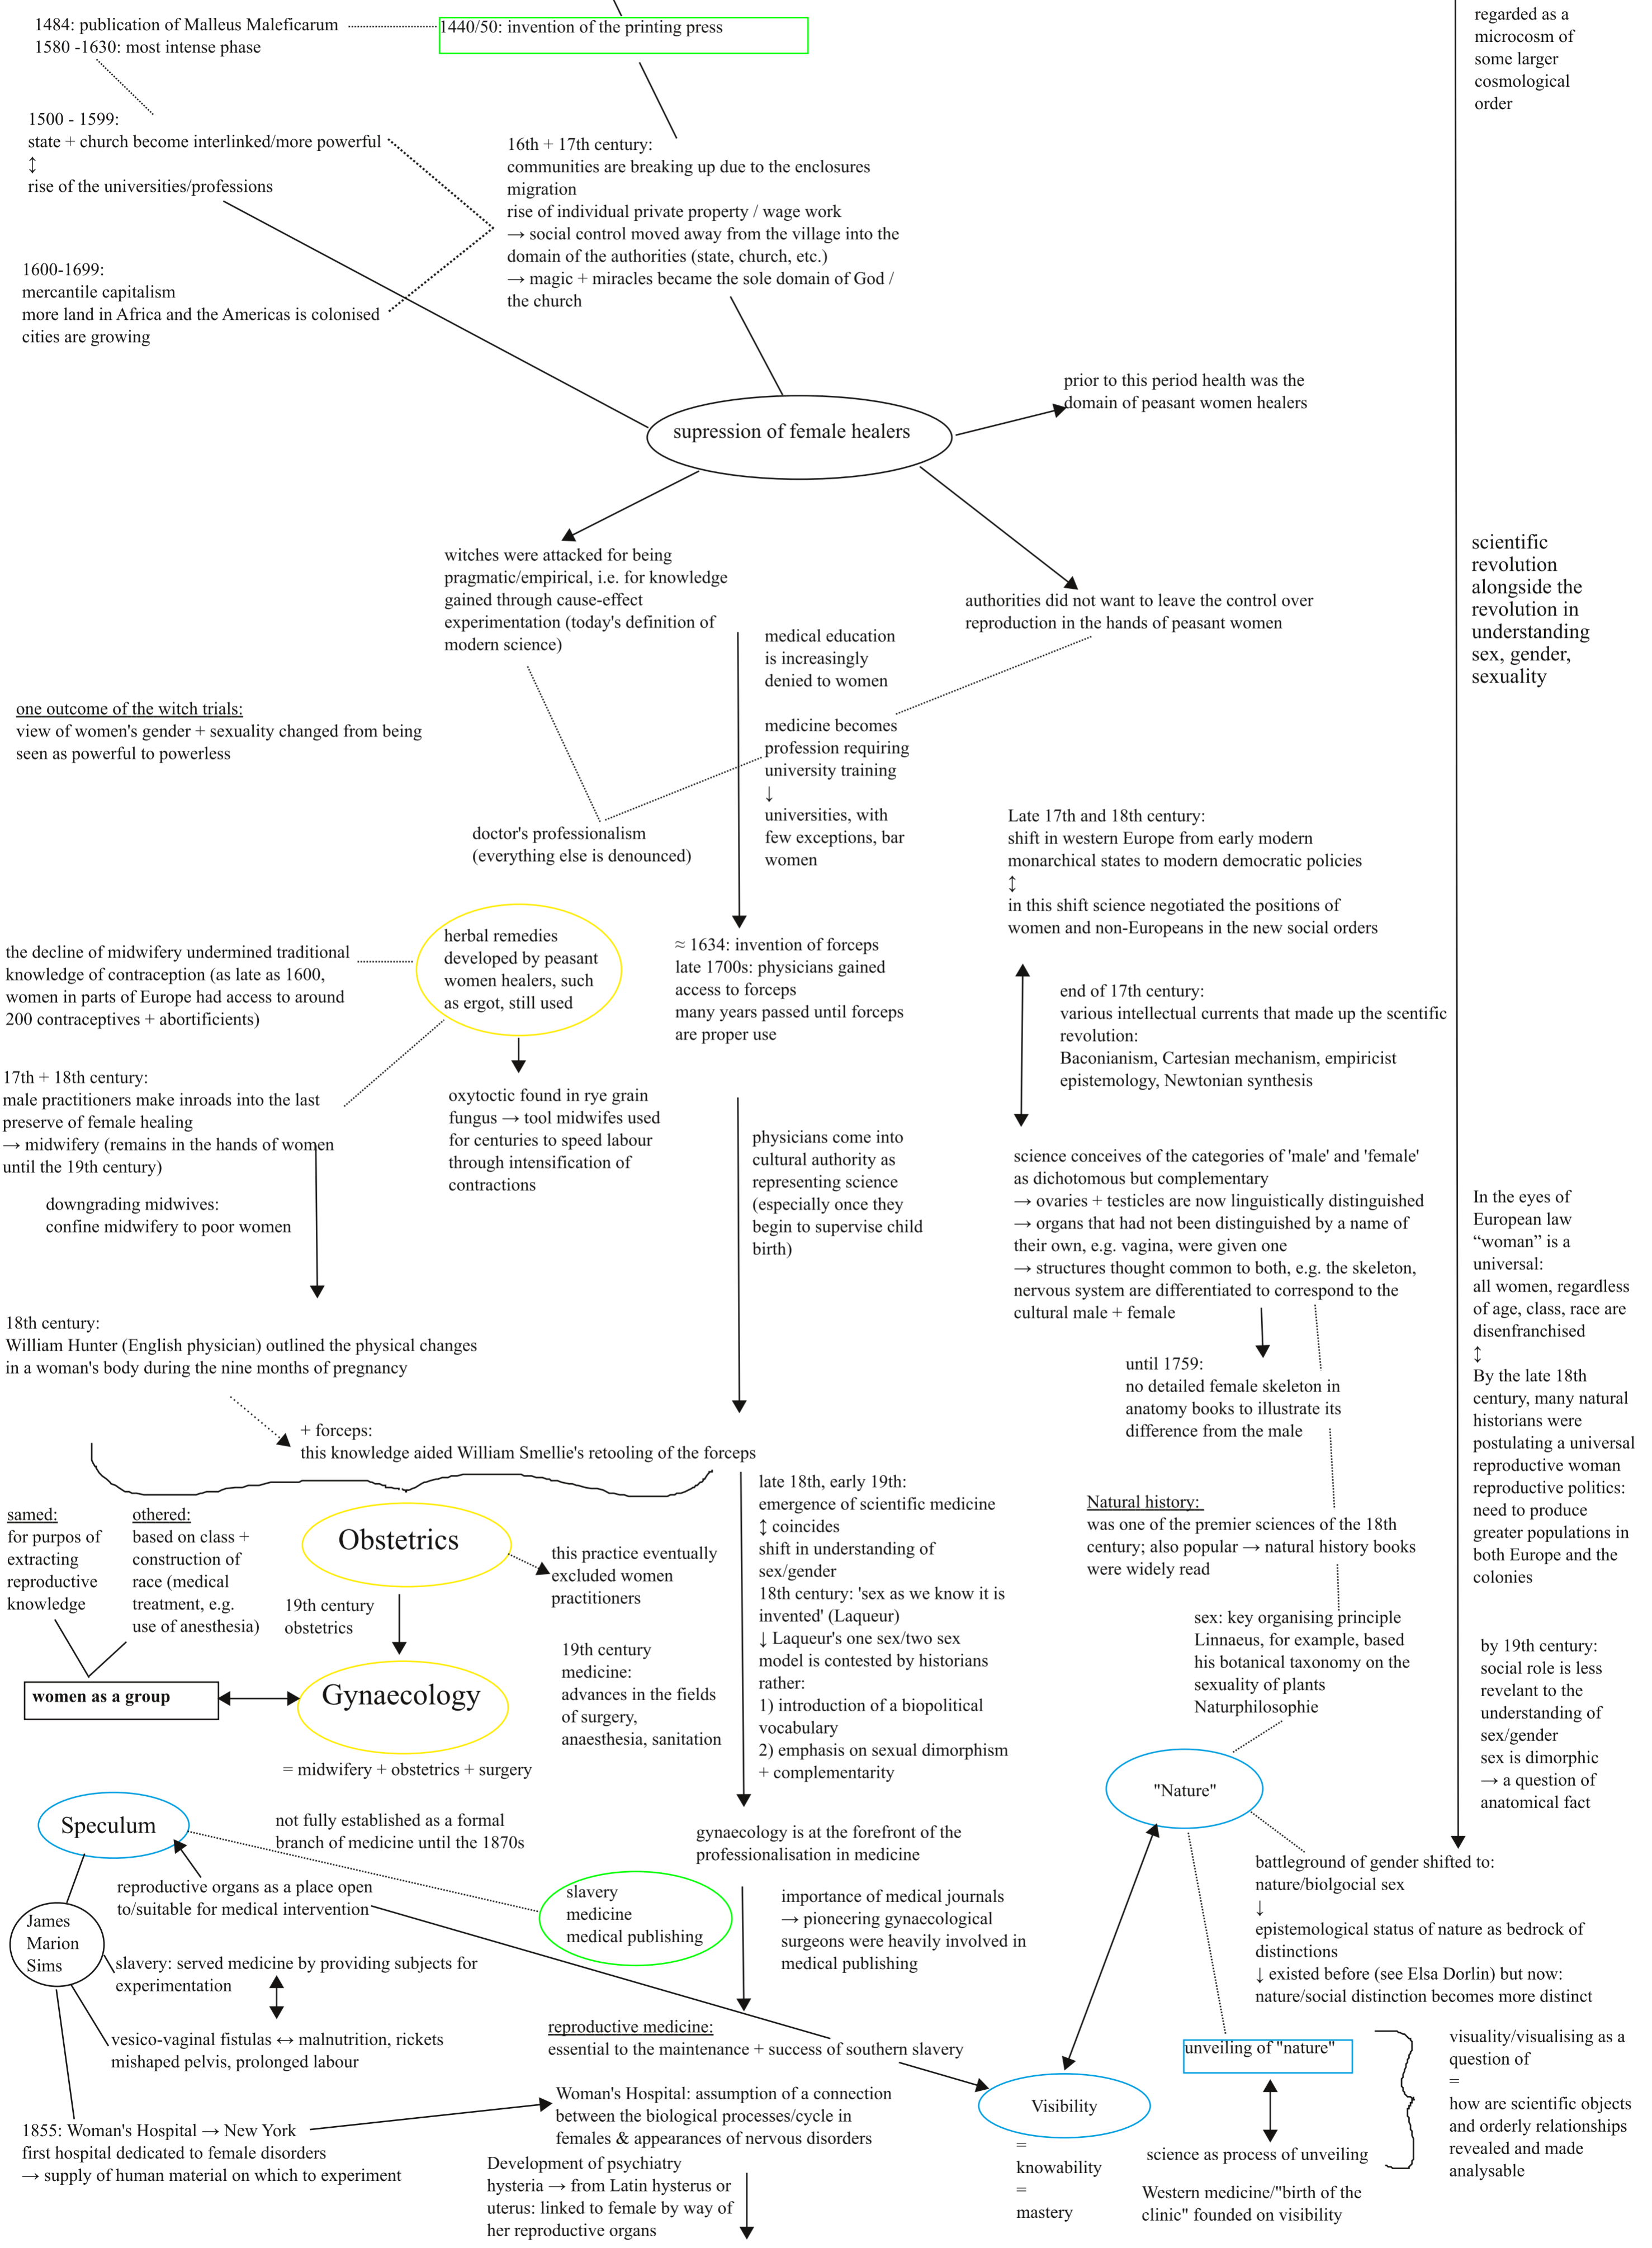 1484: publication of Malleus Maleficarum
1580 -1630: most intense phase
1440/50: invention of the printing press
regarded as a
microcosm of
some larger
cosmological
order
1500 - 1599:
state + church become interlinked/more powerful
↕
rise of the universities/professions
16th + 17th century:
communities are breaking up due to the enclosures
migration
rise of individual private property / wage work
→ social control moved away from the village into the
domain of the authorities (state, church, etc.)
→ magic + miracles became the sole domain of God /
the church
1600-1699:
mercantile capitalism
more land in Africa and the Americas is colonised
cities are growing
supression of female healers
prior to this period health was the
domain of peasant women healers
witches were attacked for being
pragmatic/empirical, i.e. for knowledge
gained through cause-effect
experimentation (today's definition of
modern science)
authorities did not want to leave the control over
reproduction in the hands of peasant women
scientific
revolution
alongside the
revolution in
understanding
sex, gender,
sexuality
medical education
is increasingly
denied to women
one outcome of the witch trials:
view of women's gender + sexuality changed from being
seen as powerful to powerless
medicine becomes
profession requiring
university training
↓
universities, with
few exceptions, bar
women
doctor's professionalism
(everything else is denounced)
Late 17th and 18th century:
shift in western Europe from early modern
monarchical states to modern democratic policies
↕
in this shift science negotiated the positions of
women and non-Europeans in the new social orders
the decline of midwifery undermined traditional
knowledge of contraception (as late as 1600,
women in parts of Europe had access to around
200 contraceptives + abortificients)
herbal remedies
developed by peasant
women healers, such
as ergot, still used
≈ 1634: invention of forceps
late 1700s: physicians gained
access to forceps
many years passed until forceps
are proper use
end of 17th century:
various intellectual currents that made up the scentific
revolution:
Baconianism, Cartesian mechanism, empiricist
epistemology, Newtonian synthesis
17th + 18th century:
male practitioners make inroads into the last
preserve of female healing
→ midwifery (remains in the hands of women
until the 19th century)
oxytoctic found in rye grain
fungus → tool midwifes used
for centuries to speed labour
through intensification of
contractions
downgrading midwives:
confine midwifery to poor women
physicians come into
cultural authority as
representing science
(especially once they
begin to supervise child
birth)
science conceives of the categories of 'male' and 'female'
as dichotomous but complementary
→ ovaries + testicles are now linguistically distinguished
→ organs that had not been distinguished by a name of
their own, e.g. vagina, were given one
→ structures thought common to both, e.g. the skeleton,
nervous system are differentiated to correspond to the
cultural male + female
In the eyes of
European law
“woman” is a
universal:
all women, regardless
of age, class, race are
disenfranchised
↕
By the late 18th
century, many natural
historians were
postulating a universal
reproductive woman
reproductive politics:
need to produce
greater populations in
both Europe and the
colonies
18th century:
William Hunter (English physician) outlined the physical changes
in a woman's body during the nine months of pregnancy
until 1759:
no detailed female skeleton in
anatomy books to illustrate its
difference from the male
+ forceps:
this knowledge aided William Smellie's retooling of the forceps
samed:
for purpos of
extracting
reproductive
knowledge
othered:
based on class +
construction of
race (medical
treatment, e.g.
use of anesthesia)
Obstetrics
this practice eventually
excluded women
practitioners
late 18th, early 19th:
emergence of scientific medicine
↕ coincides
shift in understanding of
sex/gender
18th century: 'sex as we know it is
invented' (Laqueur)
↓ Laqueur's one sex/two sex
model is contested by historians
rather:
1) introduction of a biopolitical
vocabulary
2) emphasis on sexual dimorphism
+ complementarity
Natural history:
was one of the premier sciences of the 18th
century; also popular → natural history books
were widely read
19th century
obstetrics
sex: key organising principle
Linnaeus, for example, based
his botanical taxonomy on the
sexuality of plants
Naturphilosophie
19th century
medicine:
advances in the fields
of surgery,
anaesthesia, sanitation
by 19th century:
social role is less
revelant to the
understanding of
sex/gender
sex is dimorphic
→ a question of
anatomical fact
women as a group
Gynaecology
= midwifery + obstetrics + surgery
"Nature"
Speculum
not fully established as a formal
branch of medicine until the 1870s
gynaecology is at the forefront of the
professionalisation in medicine
battleground of gender shifted to:
nature/biolgocial sex
↓
epistemological status of nature as bedrock of
distinctions
↓ existed before (see Elsa Dorlin) but now:
nature/social distinction becomes more distinct
reproductive organs as a place open
to/suitable for medical intervention
slavery
medicine
medical publishing
importance of medical journals
→ pioneering gynaecological
surgeons were heavily involved in
medical publishing
James
Marion
Sims
slavery: served medicine by providing subjects for
experimentation
vesico-vaginal fistulas ↔ malnutrition, rickets
mishaped pelvis, prolonged labour
reproductive medicine:
essential to the maintenance + success of southern slavery
unveiling of "nature"
visuality/visualising as a
question of
=
how are scientific objects
and orderly relationships
revealed and made
analysable
Woman's Hospital: assumption of a connection
between the biological processes/cycle in
females & appearances of nervous disorders
Visibility
=
knowability
=
mastery
1855: Woman's Hospital → New York
first hospital dedicated to female disorders
→ supply of human material on which to experiment
science as process of unveiling
Development of psychiatry
hysteria → from Latin hysterus or
uterus: linked to female by way of
her reproductive organs
Western medicine/"birth of the
clinic" founded on visibility